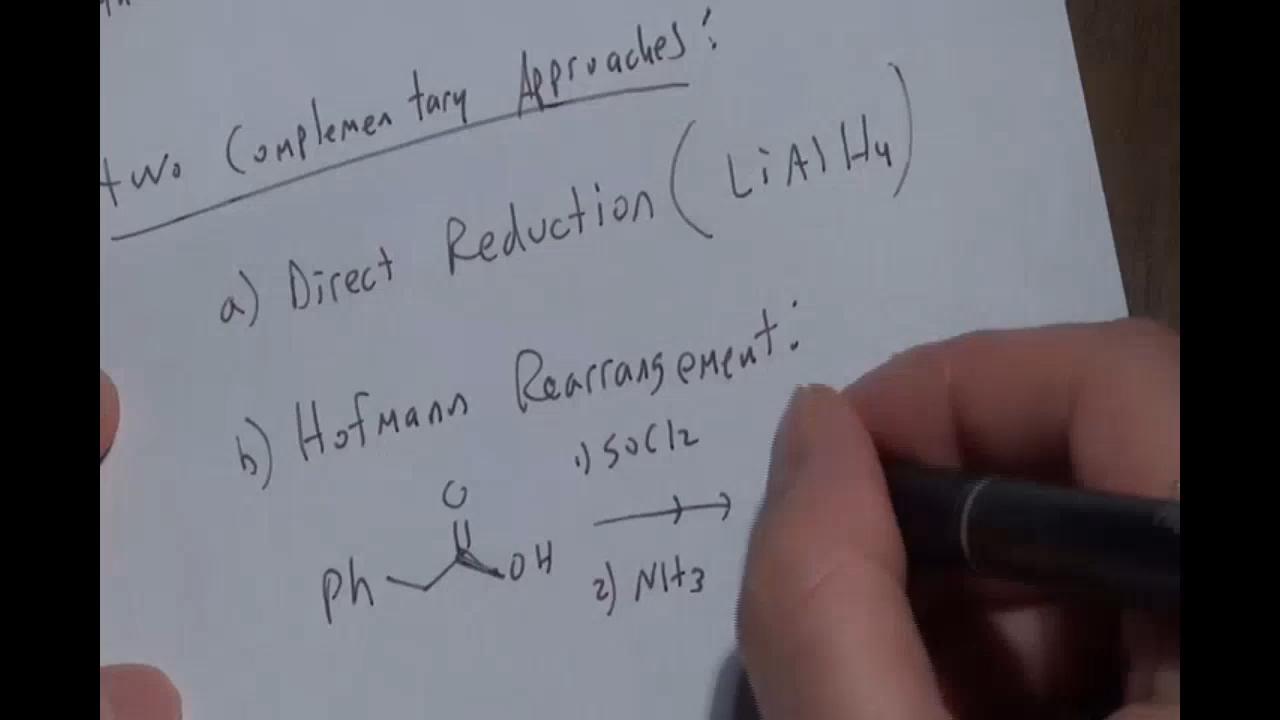 two Complementary Approaches:
a) Direct Reduction (LiAlH4)
b) Hofmann Rearrangement:
1) SOCl2
O
Ph OH
2) NH3